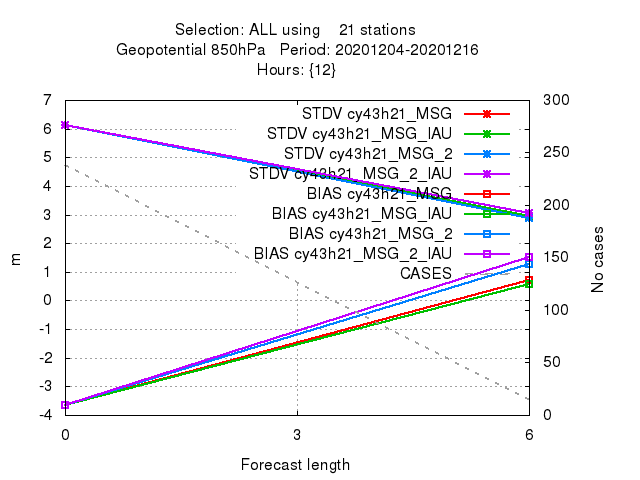 Selection: ALL using 21 stations
Geopotential 850hPa Period: 20201204-20201216
Hours: {12}
7 300
6
5 250
4
3 200
2
1 150
0
-1 100
-2
-3 50
-4 0
m
No cases
STDV cy43h21_MSG
STDV cy43h21_MSG_IAU
STDV cy43h21_MSG_2
STDV cy43h21_MSG_2_IAU
BIAS cy43h21_MSG
BIAS cy43h21_MSG_IAU
BIAS cy43h21_MSG_2
BIAS cy43h21_MSG_2_IAU
CASES
0 3 6
Forecast length